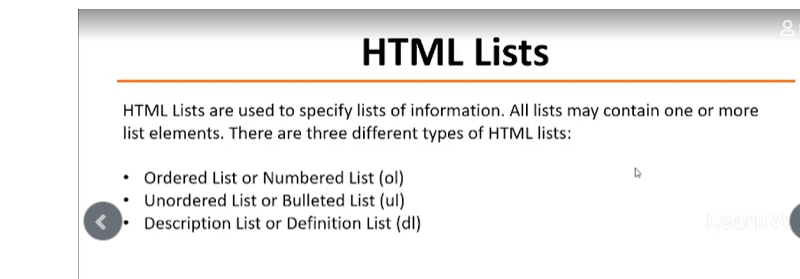 HTML Lists
HTML Lists are used to specify lists of information. All lists may contain one or more
list elements. There are three different types of HTML lists:
• Ordered List or Numbered List (ol)
• Unordered List or Bulleted List (ul)
• Description List or Definition List (dl)